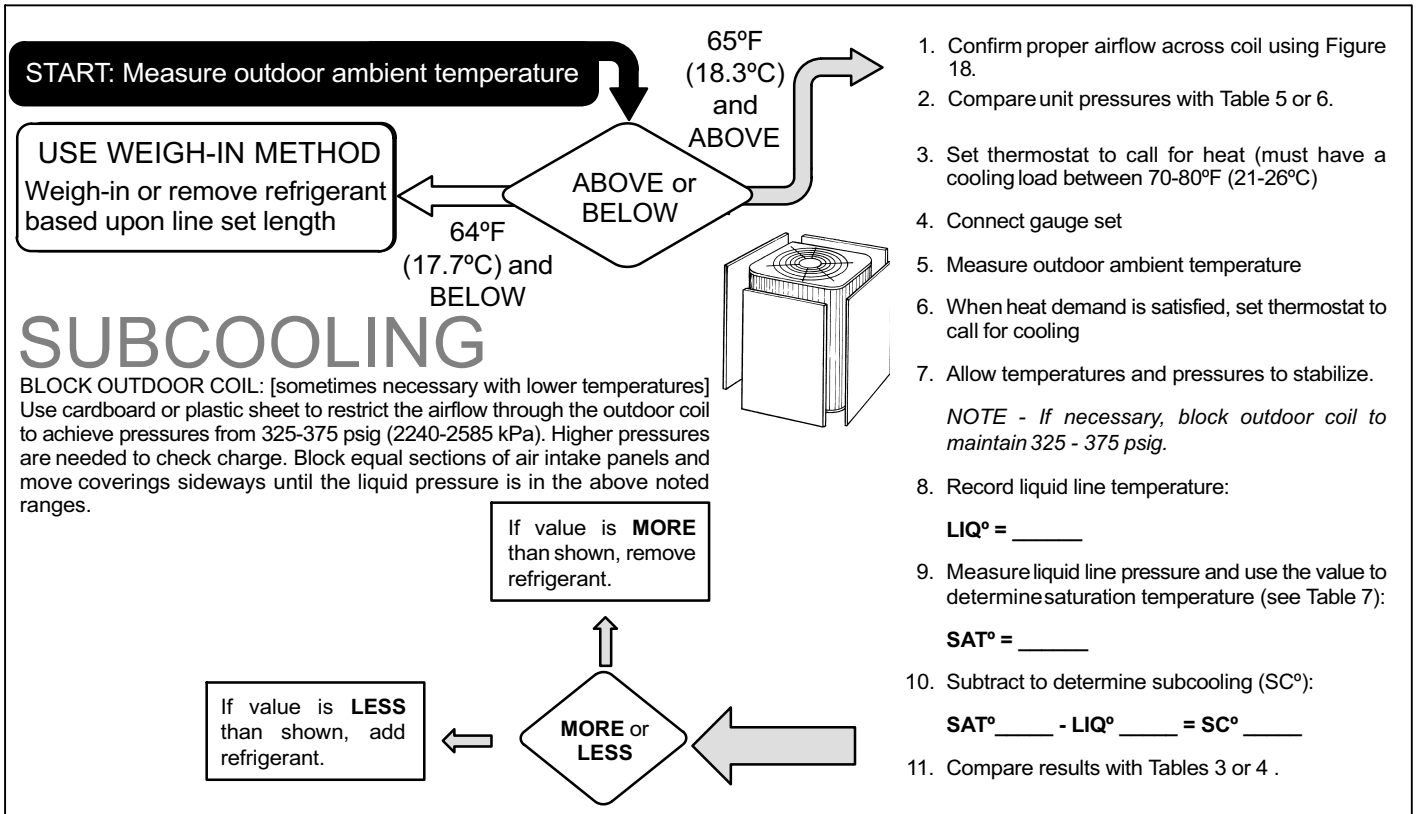 START: Measure outdoor ambient temperature
65ºF
(18.3ºC)
and
ABOVE
USE WEIGH-IN METHOD
Weigh-in or remove refrigerant
based upon line set length
ABOVE or
BELOW
64ºF
(17.7ºC) and
BELOW
SUBCOOLING
BLOCK OUTDOOR COIL: [sometimes necessary with lower temperatures]
Use cardboard or plastic sheet to restrict the airflow through the outdoor coil
to achieve pressures from 325-375 psig (2240-2585 kPa). Higher pressures
are needed to check charge. Block equal sections of air intake panels and
move coverings sideways until the liquid pressure is in the above noted
ranges.
If value is MORE
than shown, remove
refrigerant.
If value is LESS
than shown, add
refrigerant.
MORE or
LESS
1. Confirm proper airflow across coil using Figure
18.
2. Compare unit pressures with Table 5 or 6.
3. Set thermostat to call for heat (must have a
cooling load between 70-80ºF (21-26ºC)
4. Connect gauge set
5. Measure outdoor ambient temperature
6. When heat demand is satisfied, set thermostat to
call for cooling
7. Allow temperatures and pressures to stabilize.
NOTE - If necessary, block outdoor coil to
maintain 325 - 375 psig.
8. Record liquid line temperature:
LIQº = ______
9. Measure liquid line pressure and use the value to
determine saturation temperature (see Table 7):
SATº = ______
10. Subtract to determine subcooling (SCº):
SATº_____ - LIQº _____ = SCº _____
11. Compare results with Tables 3 or 4 .